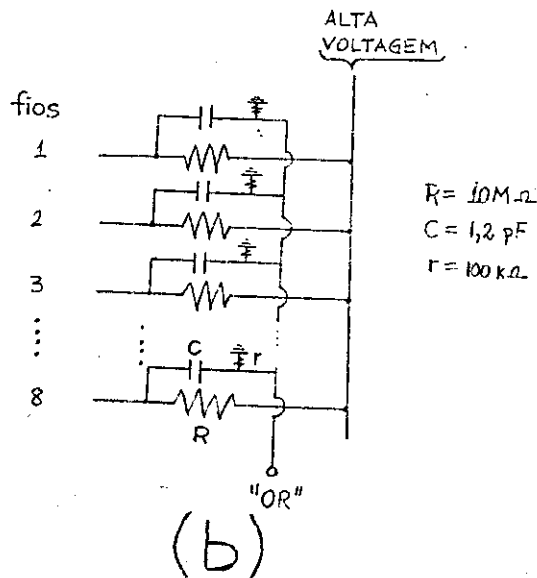 ALTA
VOLTAGEM
fios
1
2
3
8
R= 10MΩ
C = 1,2 pF
r = 100 kΩ
C
r
R
"OR"
(b)